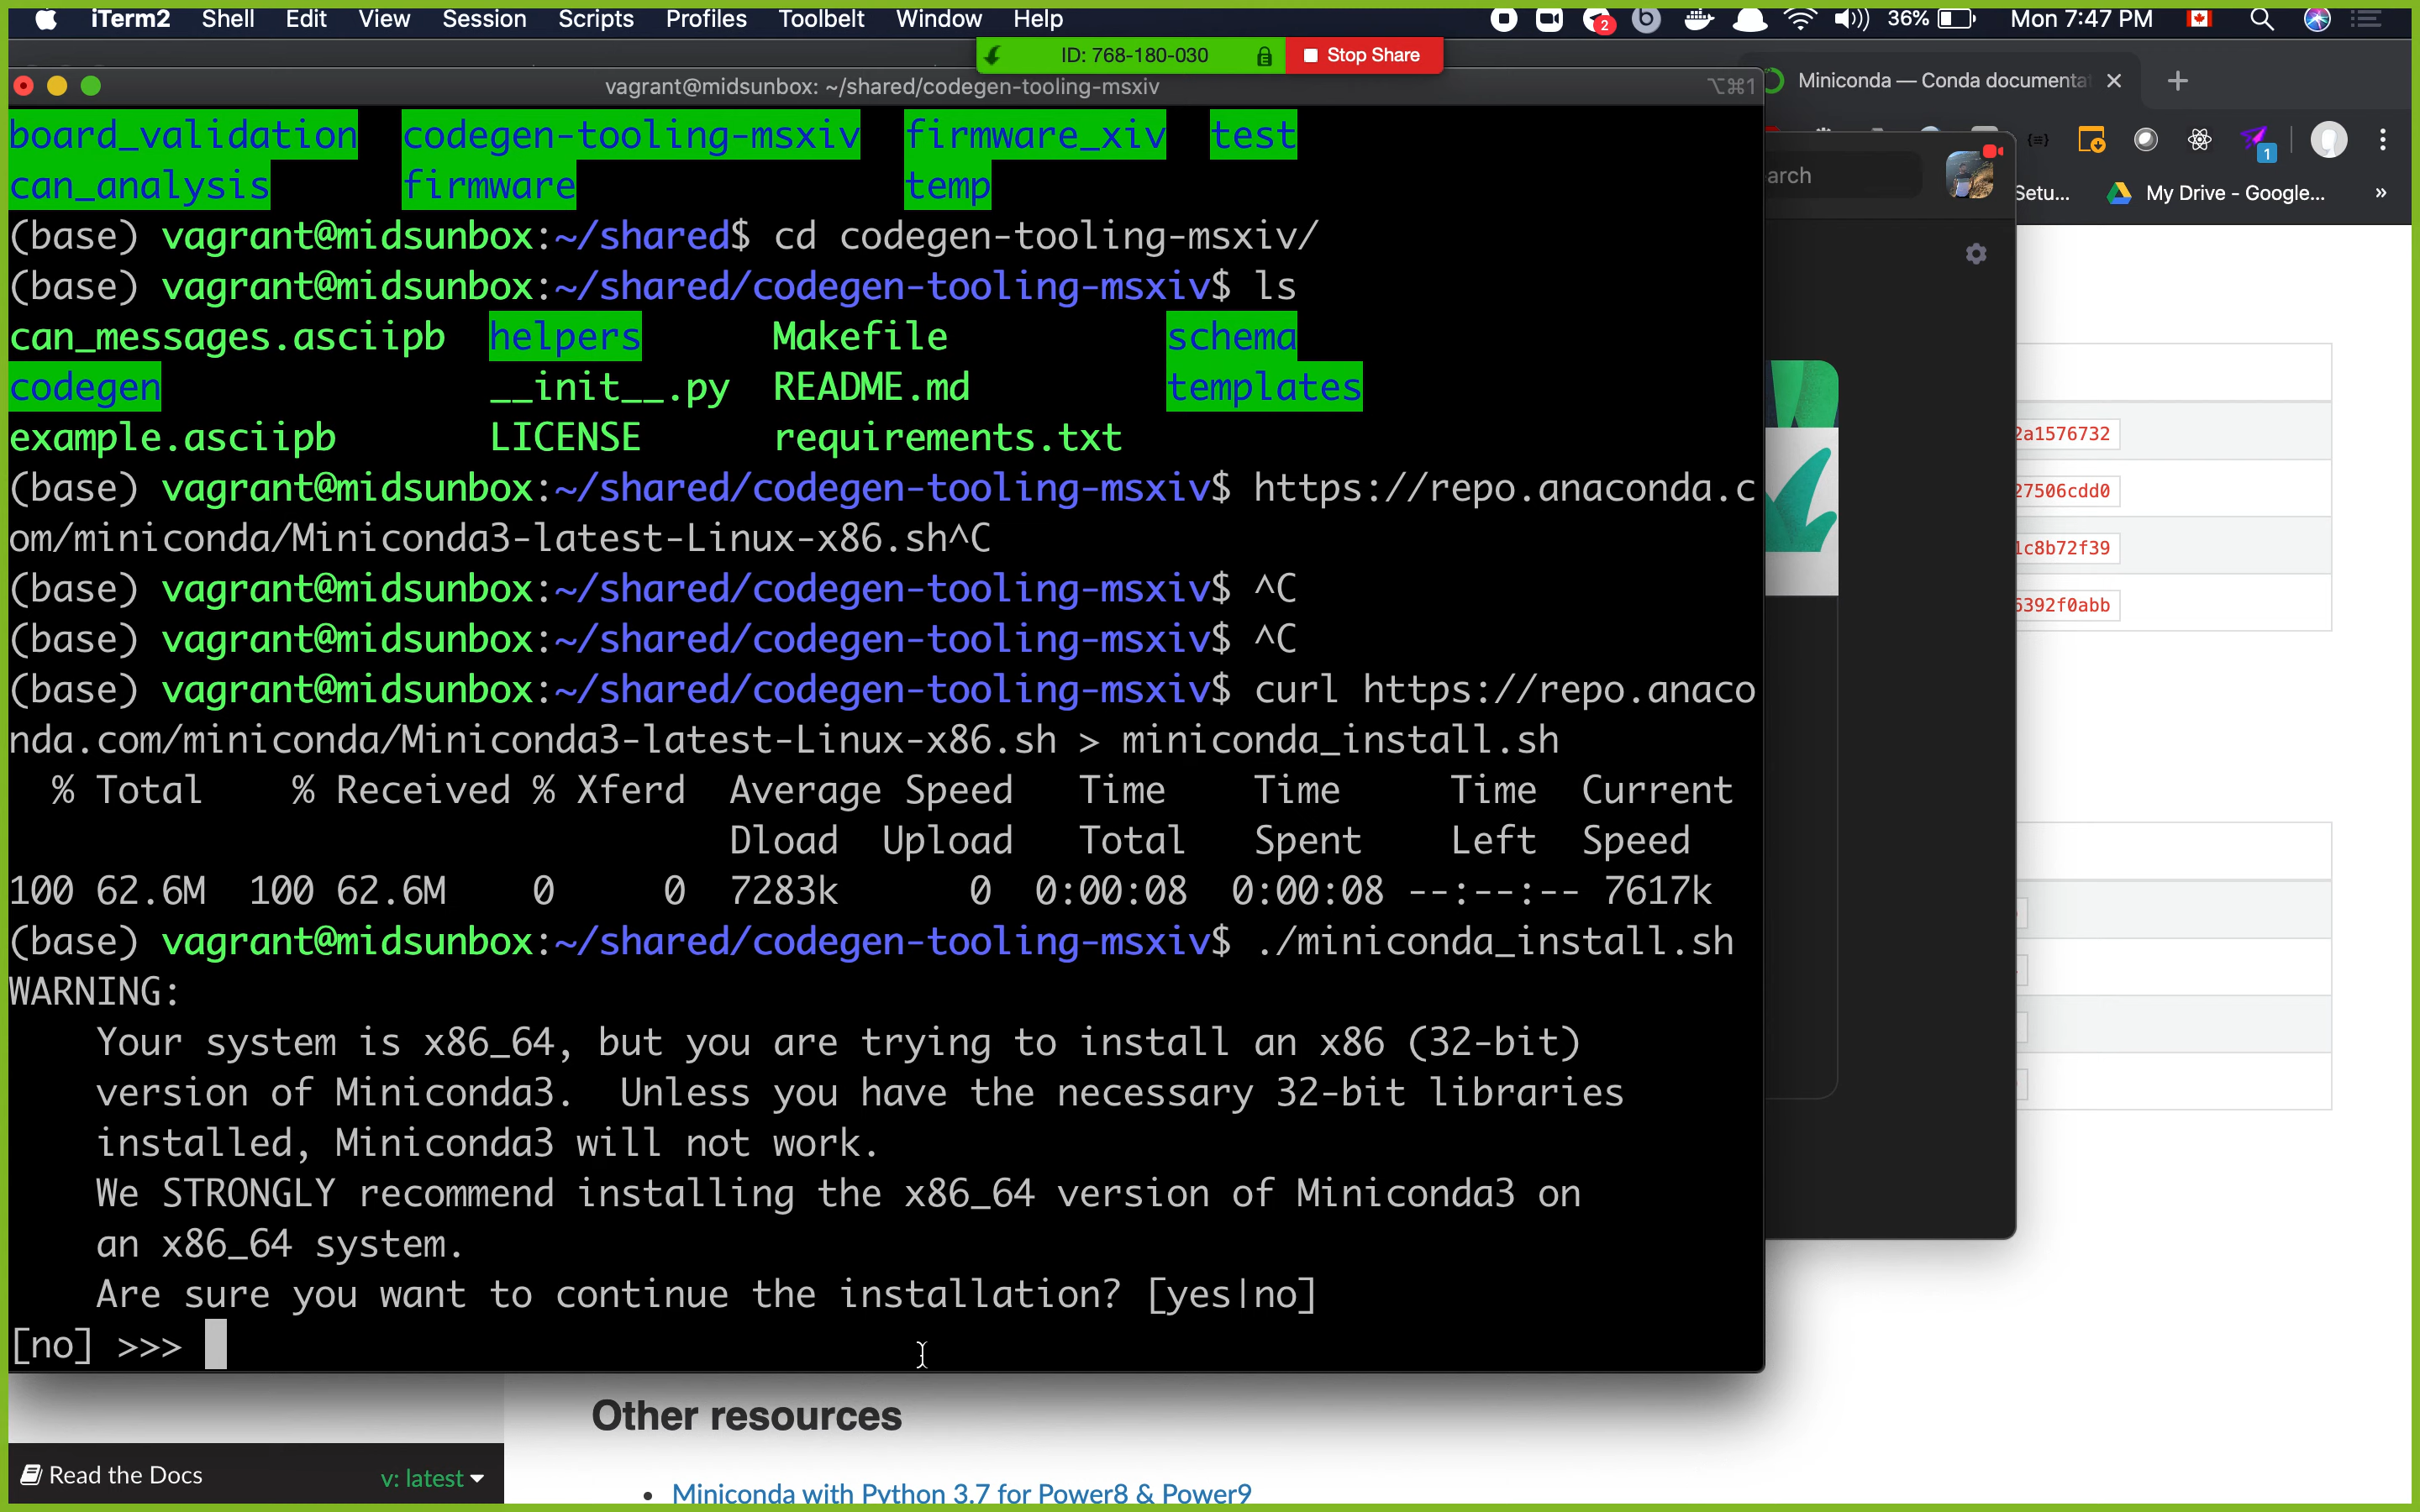 iTerm2 Shell Edit View Session Scripts Profiles Toolbelt Window Help 2 36% Mon 7:47 PM
ID: 768-180-030 Stop Share
vagrant@midsunbox: ~/shared/codegen-tooling-msxiv ⌥⌘1
Miniconda — Conda documenta
1
arch
Setu... My Drive - Google... »
board_validation codegen-tooling-msxiv firmware_xiv test
can_analysis firmware temp
(base) vagrant@midsunbox:~/shared$ cd codegen-tooling-msxiv/
(base) vagrant@midsunbox:~/shared/codegen-tooling-msxiv$ ls
can_messages.asciipb helpers Makefile schema
codegen __init__.py README.md templates
example.asciipb LICENSE requirements.txt
(base) vagrant@midsunbox:~/shared/codegen-tooling-msxiv$ https://repo.anaconda.c
om/miniconda/Miniconda3-latest-Linux-x86.sh^C
(base) vagrant@midsunbox:~/shared/codegen-tooling-msxiv$ ^C
(base) vagrant@midsunbox:~/shared/codegen-tooling-msxiv$ ^C
(base) vagrant@midsunbox:~/shared/codegen-tooling-msxiv$ curl https://repo.anaco
nda.com/miniconda/Miniconda3-latest-Linux-x86.sh > miniconda_install.sh
% Total % Received % Xferd Average Speed Time Time Time Current
Dload Upload Total Spent Left Speed
100 62.6M 100 62.6M 0 0 7283k 0 0:00:08 0:00:08 --:--:-- 7617k
(base) vagrant@midsunbox:~/shared/codegen-tooling-msxiv$ ./miniconda_install.sh
WARNING:
Your system is x86_64, but you are trying to install an x86 (32-bit)
version of Miniconda3. Unless you have the necessary 32-bit libraries
installed, Miniconda3 will not work.
We STRONGLY recommend installing the x86_64 version of Miniconda3 on
an x86_64 system.
Are sure you want to continue the installation? [yes|no]
[no] >>>
2a1576732
27506cdd0
1c8b72f39
6392f0abb
Other resources
Read the Docs v: latest
• Miniconda with Python 3.7 for Power8 & Power9